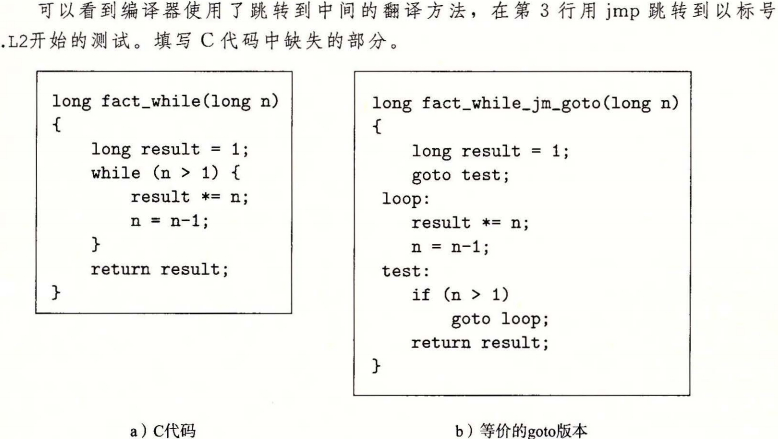 可以看到编译器使用了跳转到中间的翻译方法，在第 3 行用 jmp 跳转到以标号
.L2开始的测试。填写 C 代码中缺失的部分。
long fact_while(long n)
{
    long result = 1;
    while (n > 1) {
        result *= n;
        n = n-1;
    }
    return result;
}
long fact_while_jm_goto(long n)
{
    long result = 1;
    goto test;
 loop:
    result *= n;
    n = n-1;
 test:
    if (n > 1)
        goto loop;
    return result;
}
a）C代码
b）等价的goto版本